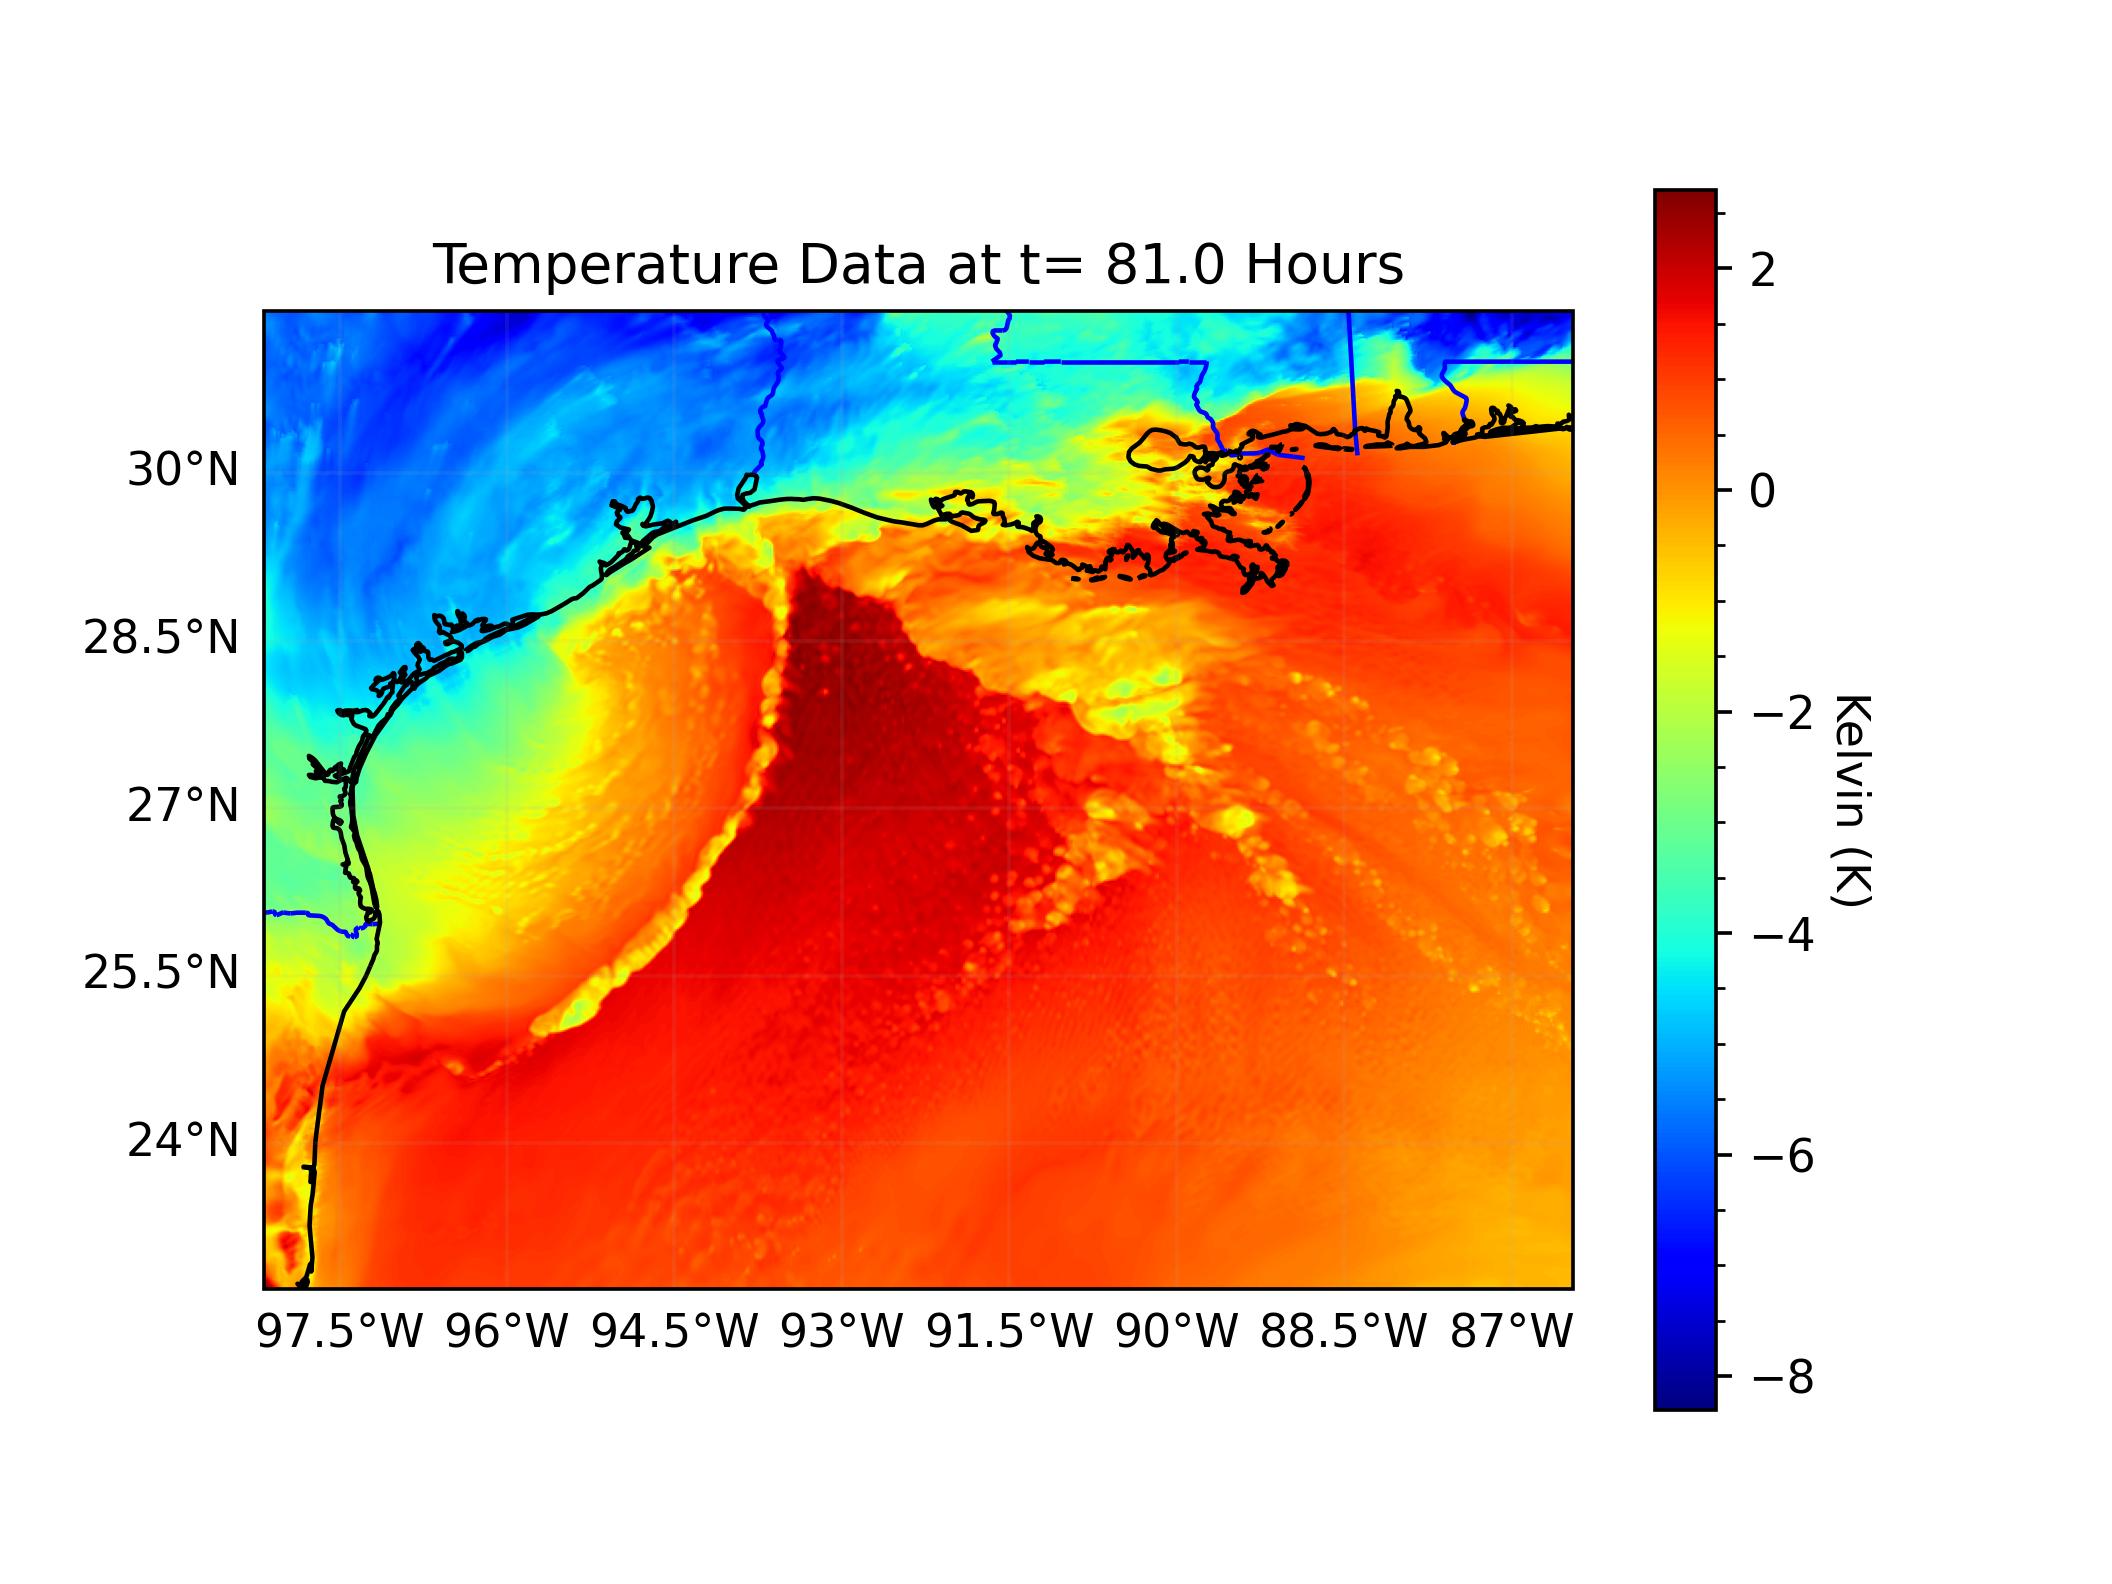 Temperature Data at t= 81.0 Hours
30°N
28.5°N
27°N
25.5°N
24°N
97.5°W 96°W 94.5°W 93°W 91.5°W 90°W 88.5°W 87°W
2
0
−2
−4
−6
−8
Kelvin (K)